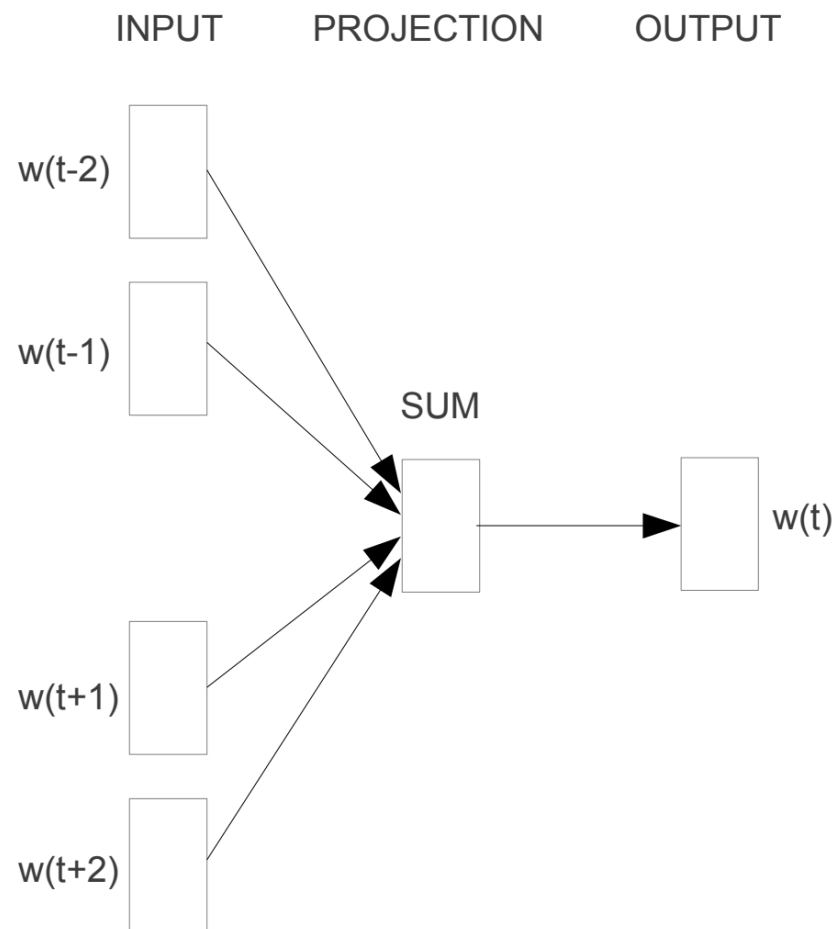 INPUT PROJECTION OUTPUT
w(t-2)
w(t-1)
SUM
w(t)
w(t+1)
w(t+2)